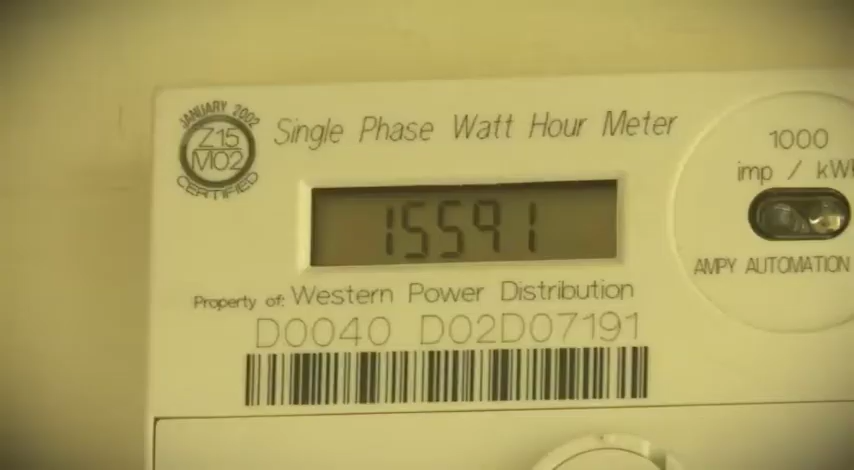 JANUARY 2002
Z15
M02
CERTIFIED
Single Phase Watt Hour Meter
15591
1000
imp / kWh
AMPY AUTOMATION
Property of: Western Power Distribution
D0040 D02D07191